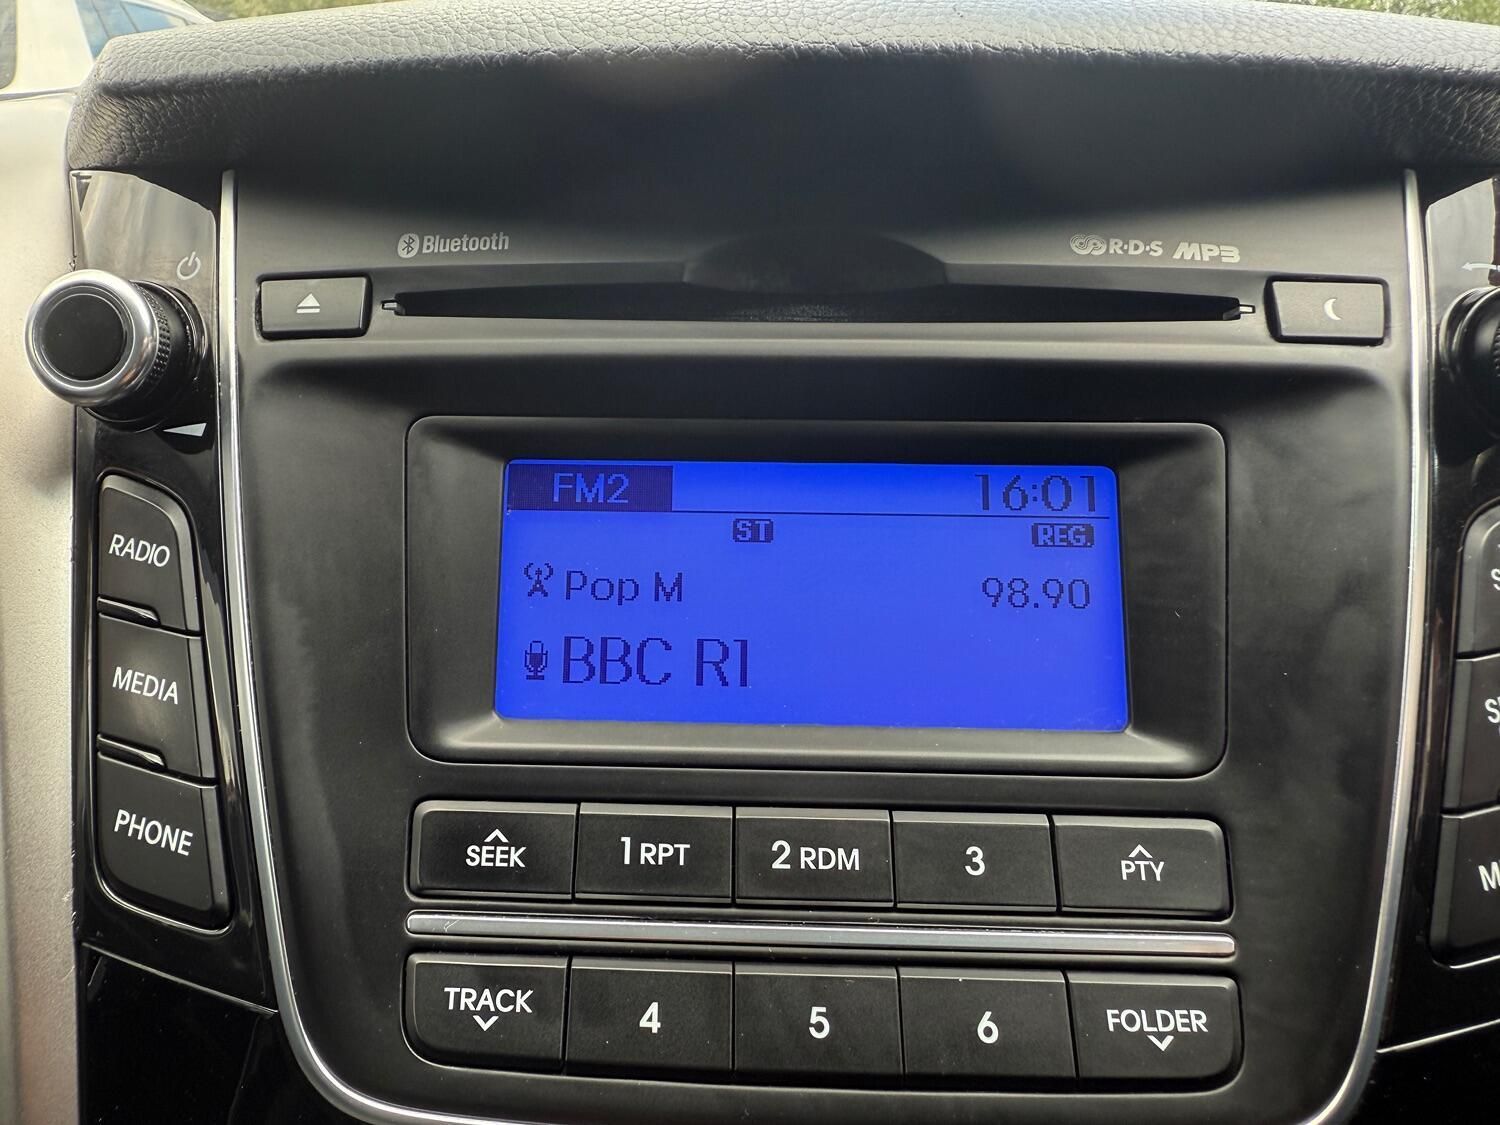 Bluetooth
R·D·S MP3
FM2 16:01
ST REG.
Pop M 98.90
BBC R1
RADIO
MEDIA
PHONE
SEEK 1 RPT 2 RDM 3 PTY
TRACK 4 5 6 FOLDER